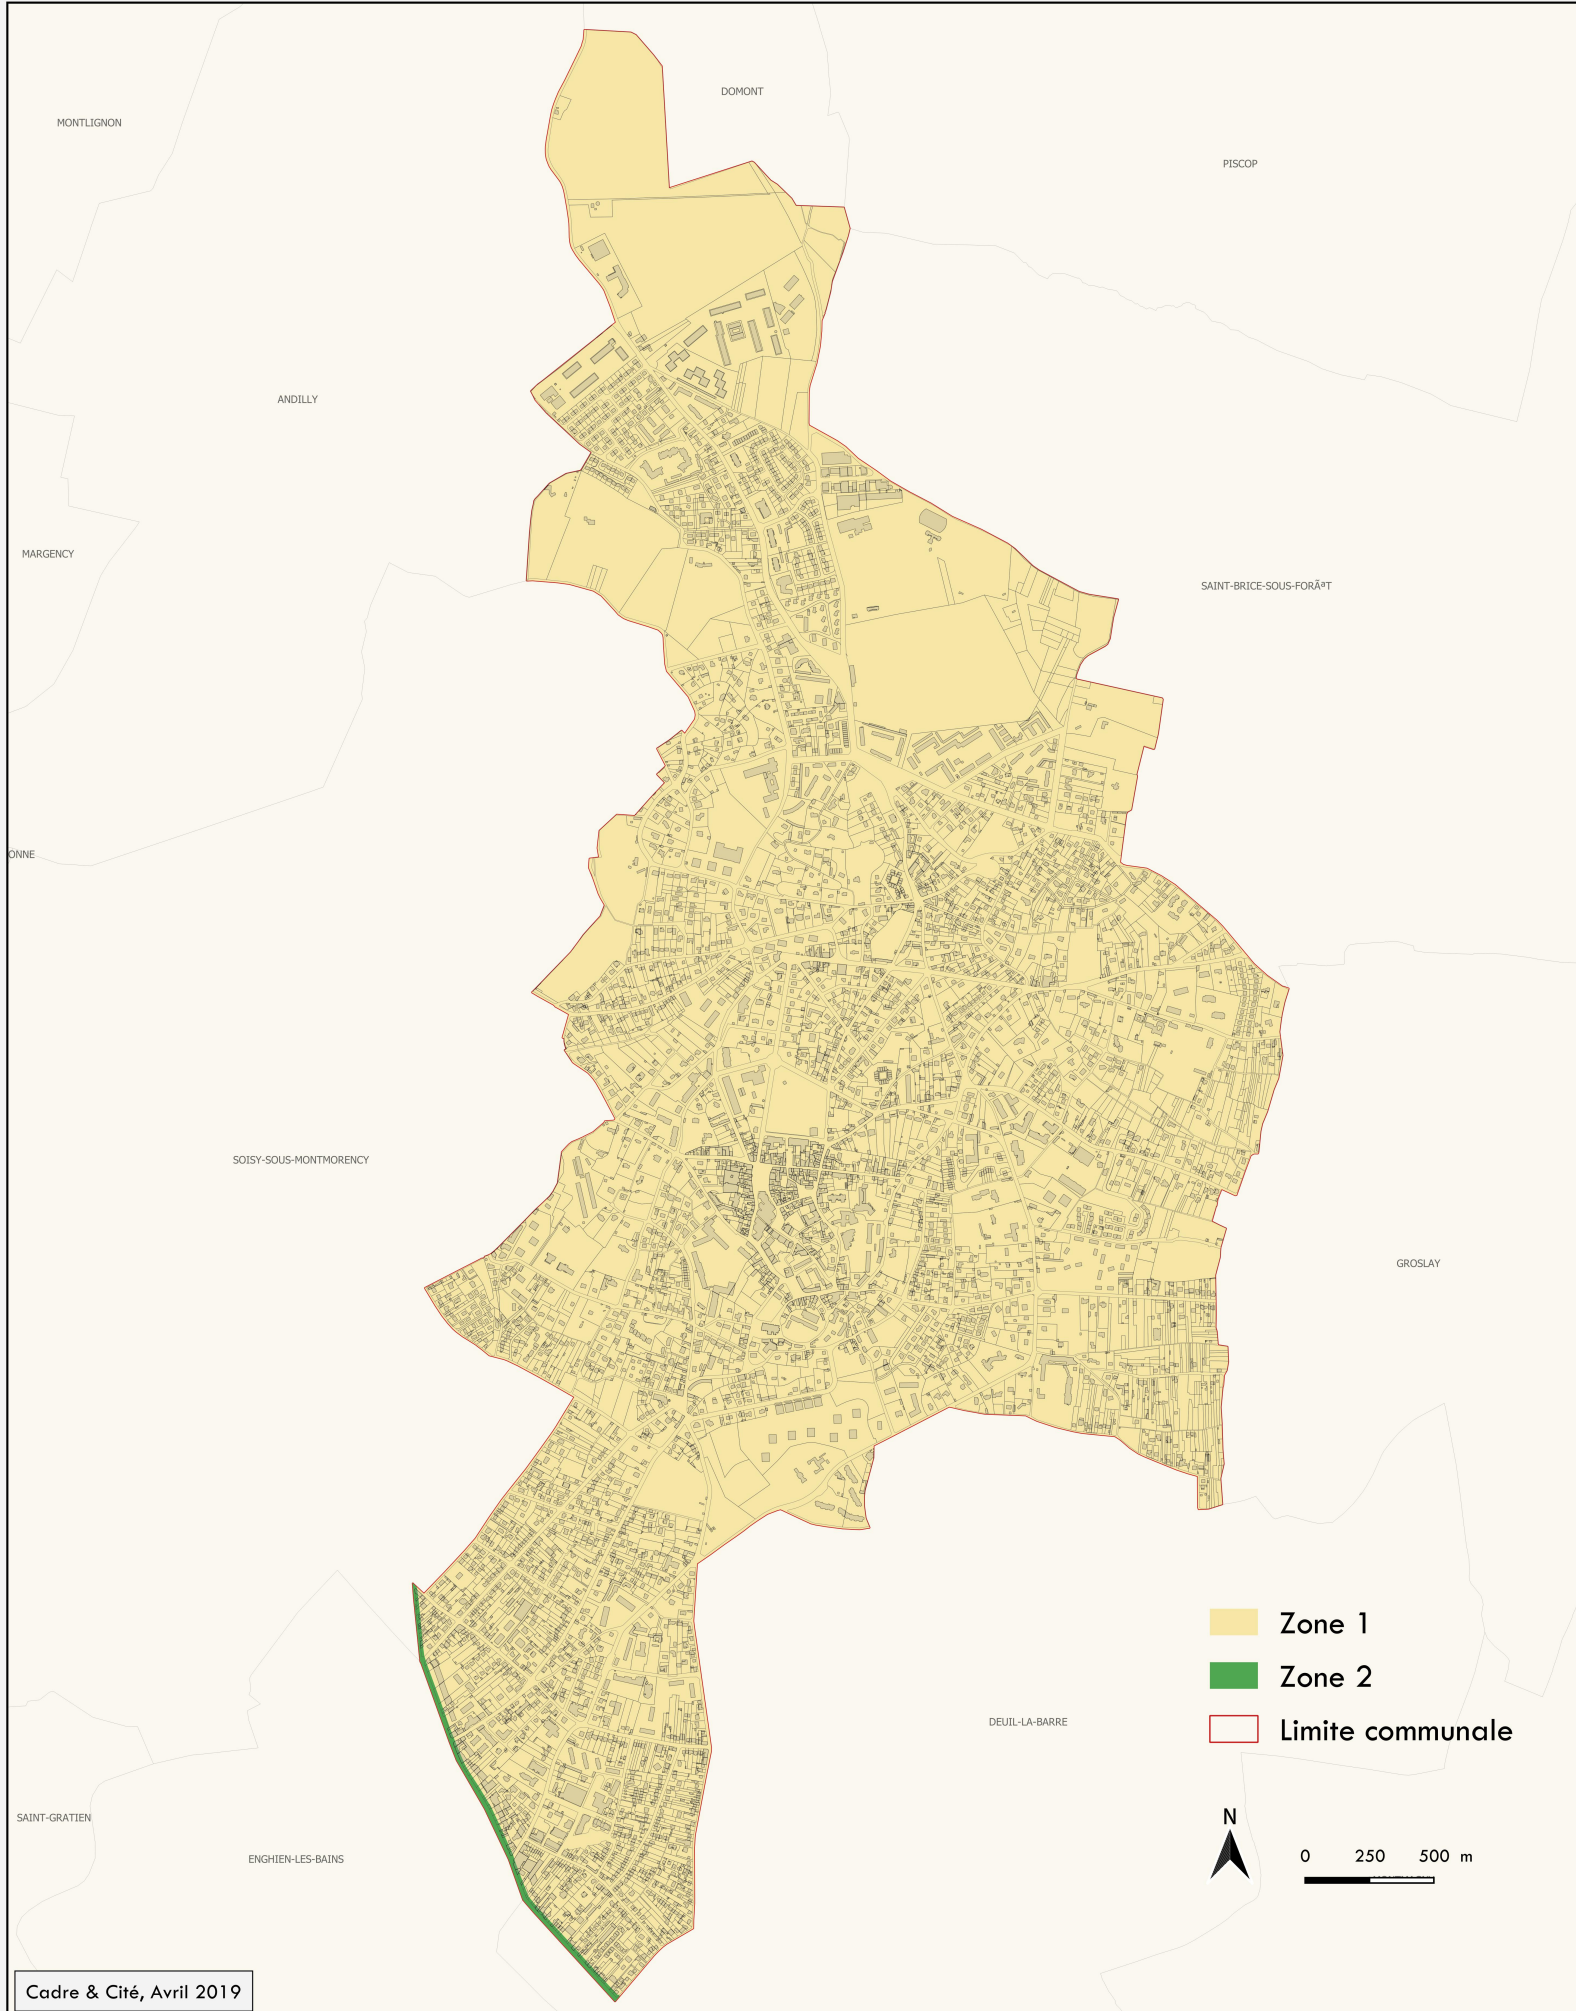 DOMONT
MONTLIGNON
PISCOP
ANDILLY
MARGENCY
SAINT-BRICE-SOUS-FORÃªT
ONNE
SOISY-SOUS-MONTMORENCY
GROSLAY
Zone 1
Zone 2
DEUIL-LA-BARRE
Limite communale
SAINT-GRATIEN
N
ENGHIEN-LES-BAINS
0 250 500 m
Cadre & Cité, Avril 2019